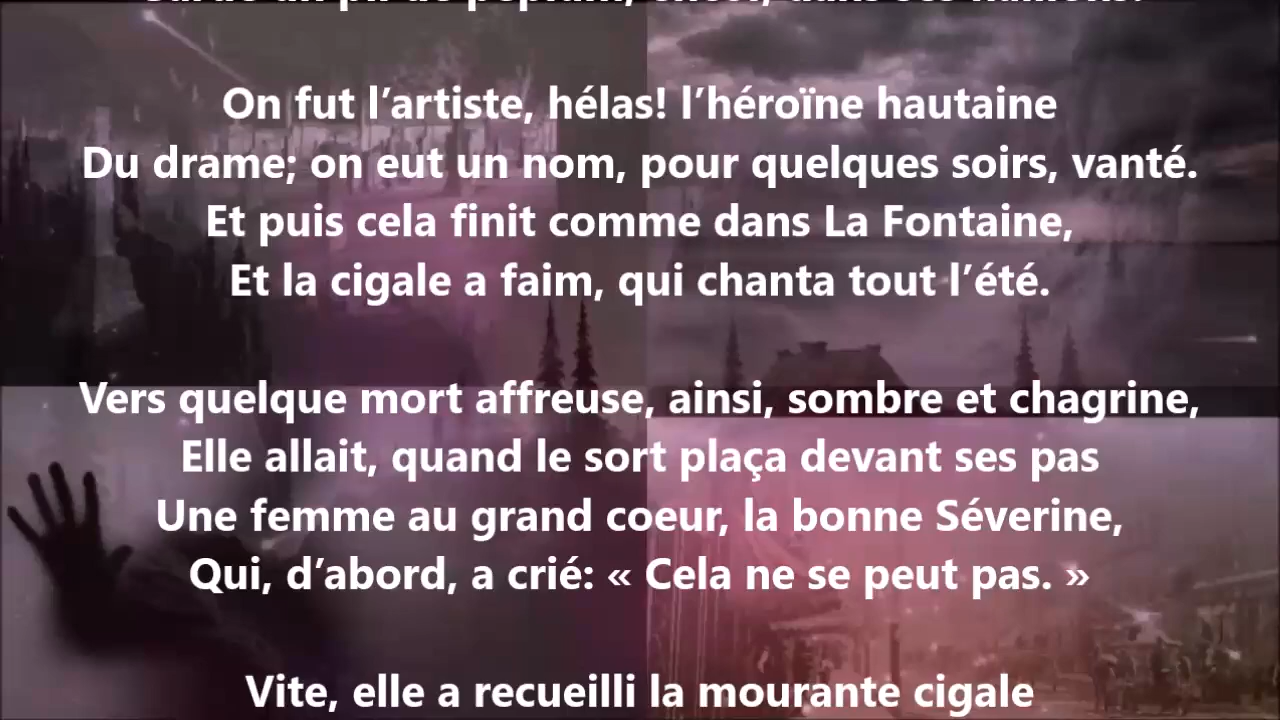 On fut l’artiste, hélas! l’héroïne hautaine
Du drame; on eut un nom, pour quelques soirs, vanté.
Et puis cela finit comme dans La Fontaine,
Et la cigale a faim, qui chanta tout l’été.
Vers quelque mort affreuse, ainsi, sombre et chagrine,
Elle allait, quand le sort plaça devant ses pas
Une femme au grand coeur, la bonne Séverine,
Qui, d’abord, a crié: « Cela ne se peut pas. »
Vite, elle a recueilli la mourante cigale